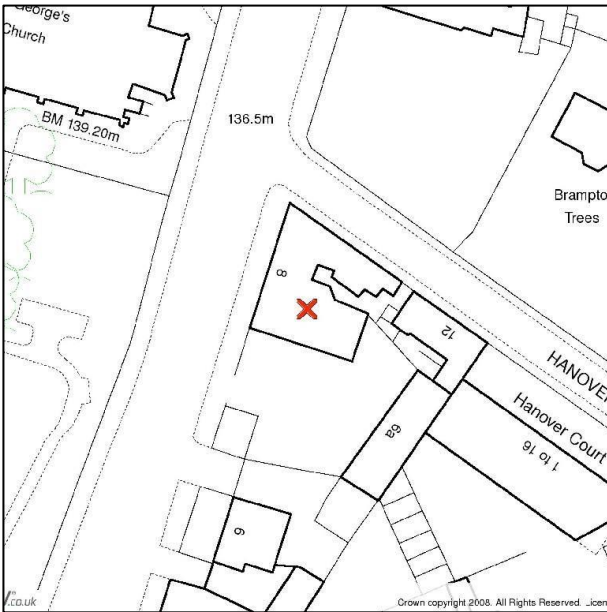 George's
Church
BM 139.20m
136.5m
Brampto
Trees
8
12
HANOVE
Hanover Court
1 to 16
6a
6
.co.uk
Crown copyright 2008. All Rights Reserved. Licen